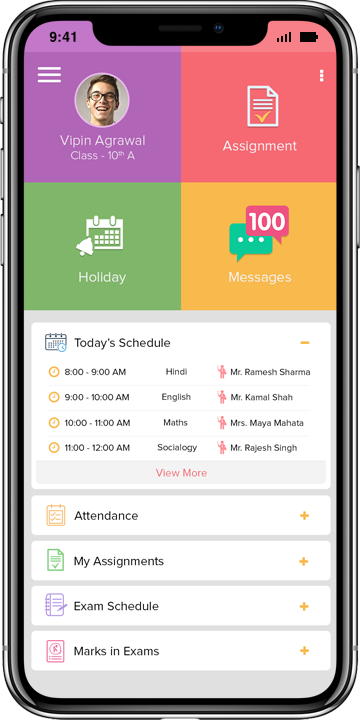 9:41
Vipin Agrawal
Class - 10th A
Assignment
Holiday
100
Messages
Today's Schedule
8:00 - 9:00 AM Hindi Mr. Ramesh Sharma
9:00 - 10:00 AM English Mr. Kamal Shah
10:00 - 11:00 AM Maths Mrs. Maya Mahata
11:00 - 12:00 AM Socialogy Mr. Rajesh Singh
View More
Attendance
My Assignments
Exam Schedule
Marks in Exams